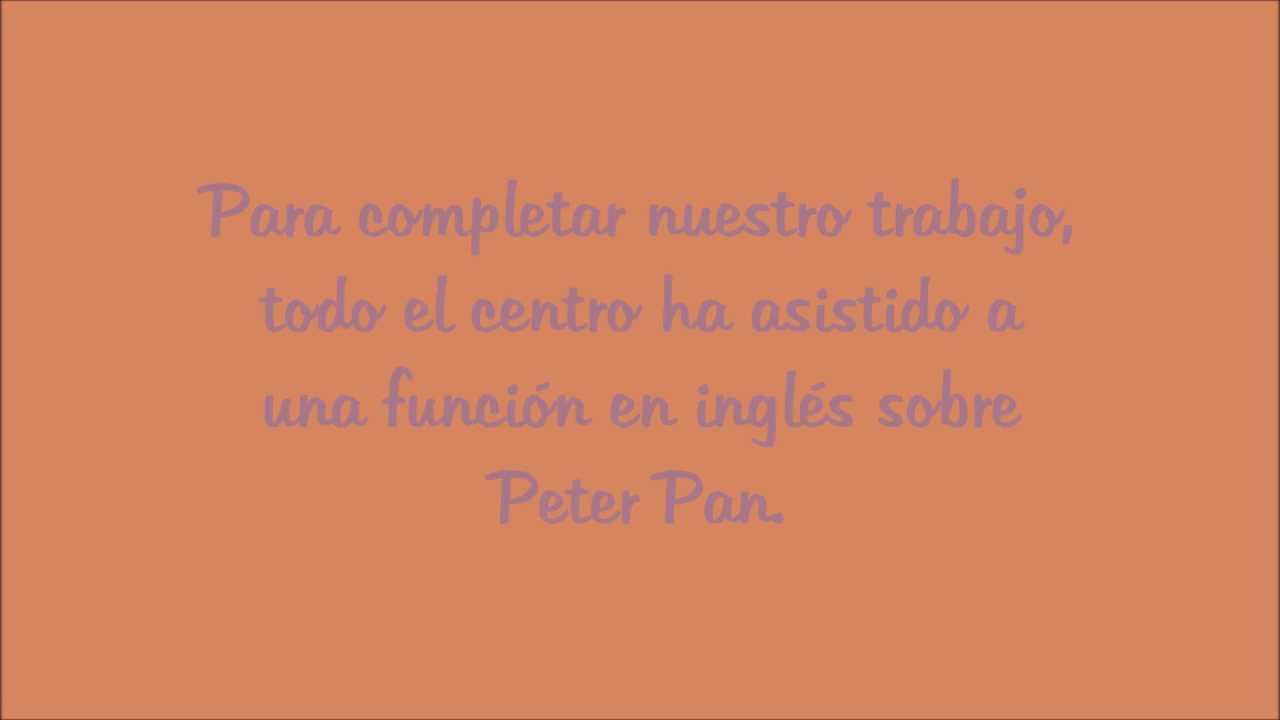 Para completar nuestro trabajo,
todo el centro ha asistido a
una función en inglés sobre
Peter Pan.